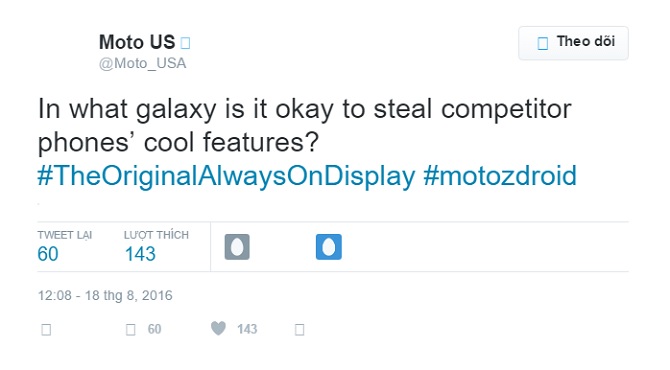 Moto US
@Moto_USA
Theo dõi
In what galaxy is it okay to steal competitor
phones’ cool features?
#TheOriginalAlwaysOnDisplay #motozdroid
TWEET LẠI LƯỢT THÍCH
60 143
12:08 - 18 thg 8, 2016
60 143